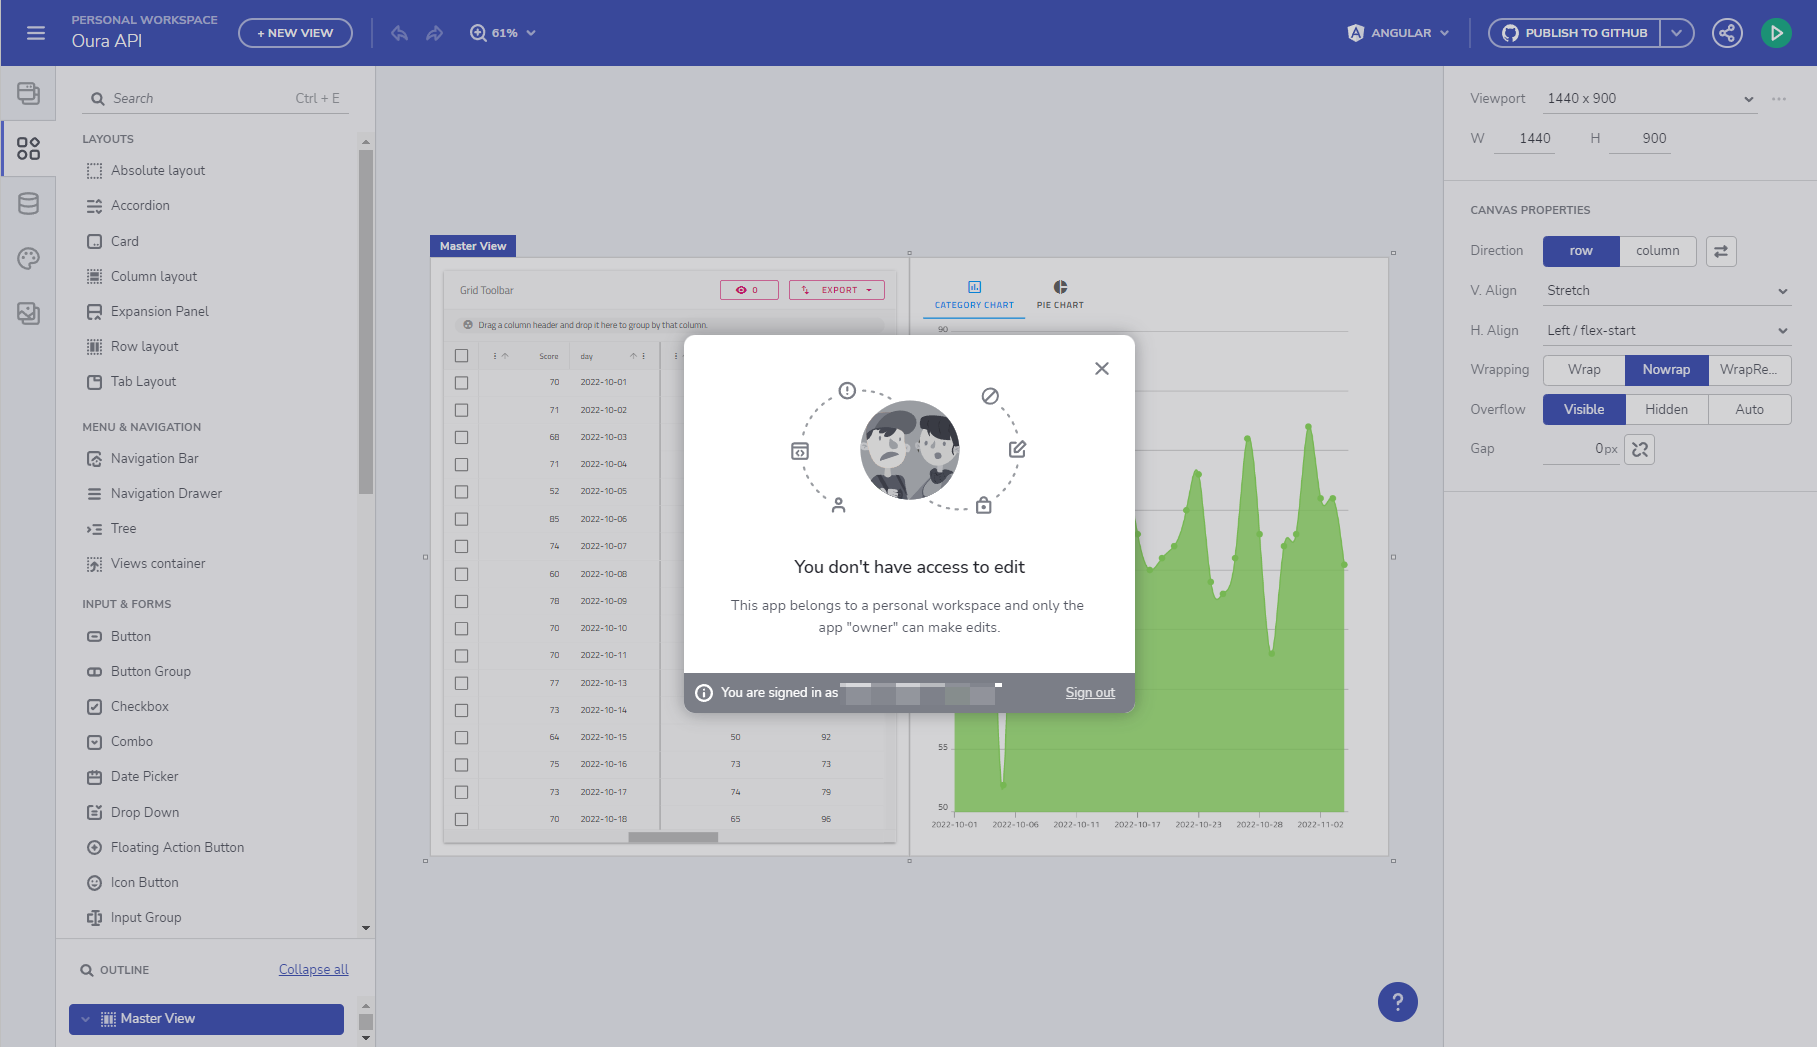 PERSONAL WORKSPACE
Oura API
+ NEW VIEW
61%
ANGULAR
PUBLISH TO GITHUB
Search Ctrl + E
LAYOUTS
Absolute layout
Accordion
Card
Column layout
Expansion Panel
Row layout
Tab Layout
MENU & NAVIGATION
Navigation Bar
Navigation Drawer
Tree
Views container
INPUT & FORMS
Button
Button Group
Checkbox
Combo
Date Picker
Drop Down
Floating Action Button
Icon Button
Input Group
OUTLINE Collapse all
Master View
Master View
Grid Toolbar 0 EXPORT
Drag a column header and drop it here to group by that column.
Score day
70 2022-10-01
71 2022-10-02
68 2022-10-03
71 2022-10-04
52 2022-10-05
85 2022-10-06
74 2022-10-07
60 2022-10-08
78 2022-10-09
70 2022-10-10
70 2022-10-11
77 2022-10-13
73 2022-10-14
64 2022-10-15 50 92
75 2022-10-16 73 73
73 2022-10-17 74 79
70 2022-10-18 65 96
CATEGORY CHART PIE CHART
90
55
50
2022-10-01 2022-10-06 2022-10-11 2022-10-17 2022-10-23 2022-10-28 2022-11-02
You don't have access to edit
This app belongs to a personal workspace and only the
app "owner" can make edits.
You are signed in as
Sign out
Viewport 1440 x 900
W 1440 H 900
CANVAS PROPERTIES
Direction row column
V. Align Stretch
H. Align Left / flex-start
Wrapping Wrap Nowrap WrapRe...
Overflow Visible Hidden Auto
Gap 0px
?